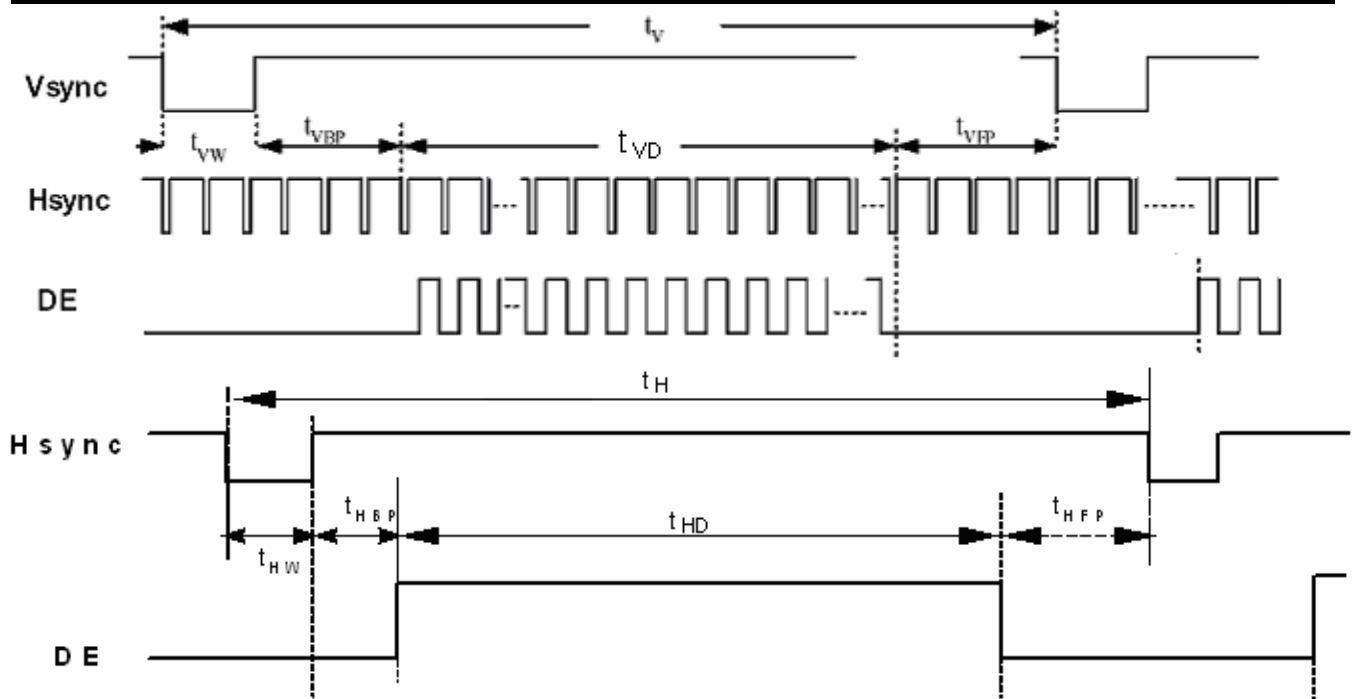 tV
Vsync
tVW tVBP tVD tVFP
Hsync
DE
tH
Hsync
tHW tHBP tHD tHFP
DE